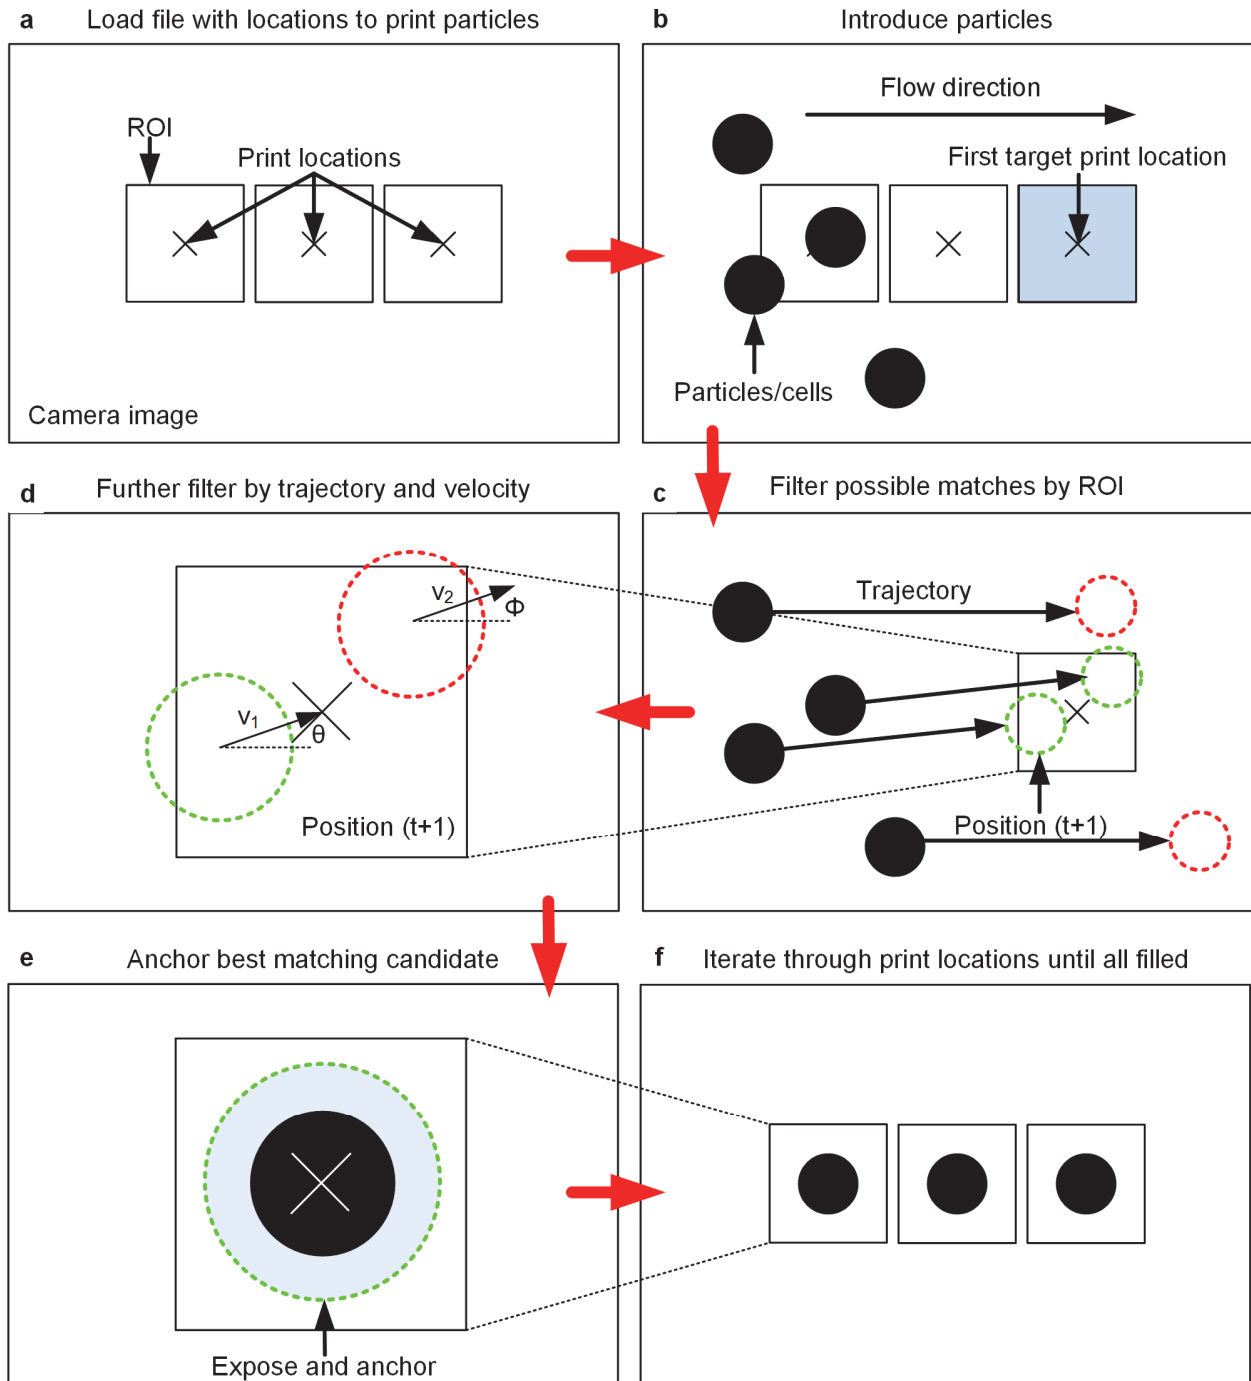 a Load file with locations to print particles
ROI
Print locations
Camera image
b Introduce particles
Flow direction
First target print location
Particles/cells
c Filter possible matches by ROI
Trajectory
Position (t+1)
d Further filter by trajectory and velocity
v₂
Φ
v₁
θ
Position (t+1)
e Anchor best matching candidate
Expose and anchor
f Iterate through print locations until all filled